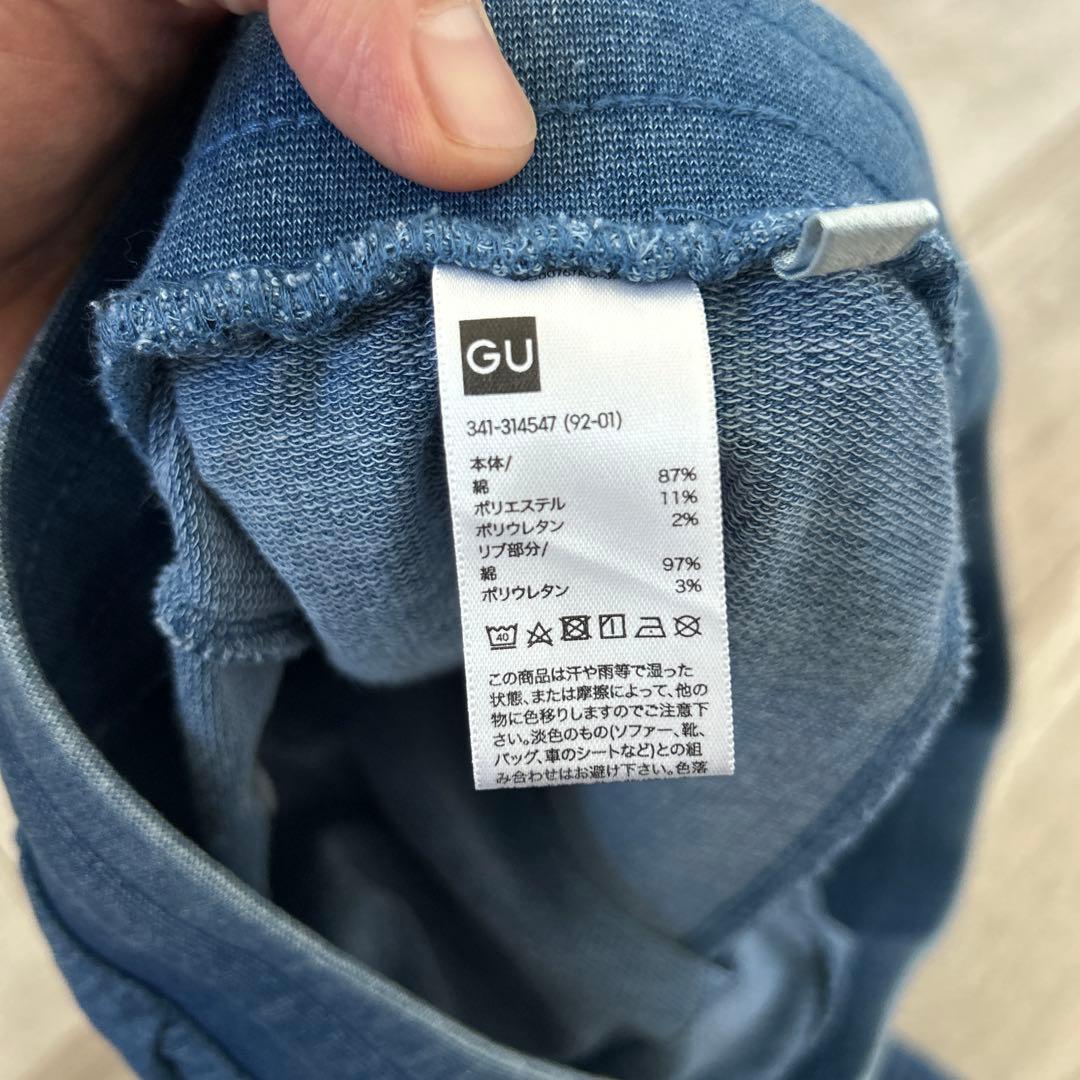 GU
341-314547 (92-01)
本体/
綿 87%
ポリエステル 11%
ポリウレタン 2%
リブ部分/
綿 97%
ポリウレタン 3%
40
この商品は汗や雨等で湿った
状態、または摩擦によって、他の
物に色移りしますのでご注意下
さい。淡色のもの(ソファー、靴、
バッグ、車のシートなど)との組
み合わせはお避け下さい。色落